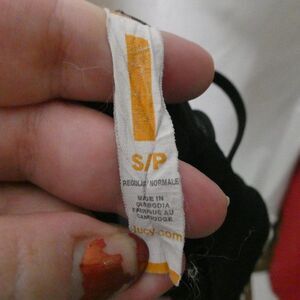 S/P
REGULAR/NORMALE
MADE IN
CAMBODIA
FABRIQUÉ AU
CAMBODGE
lucy.com